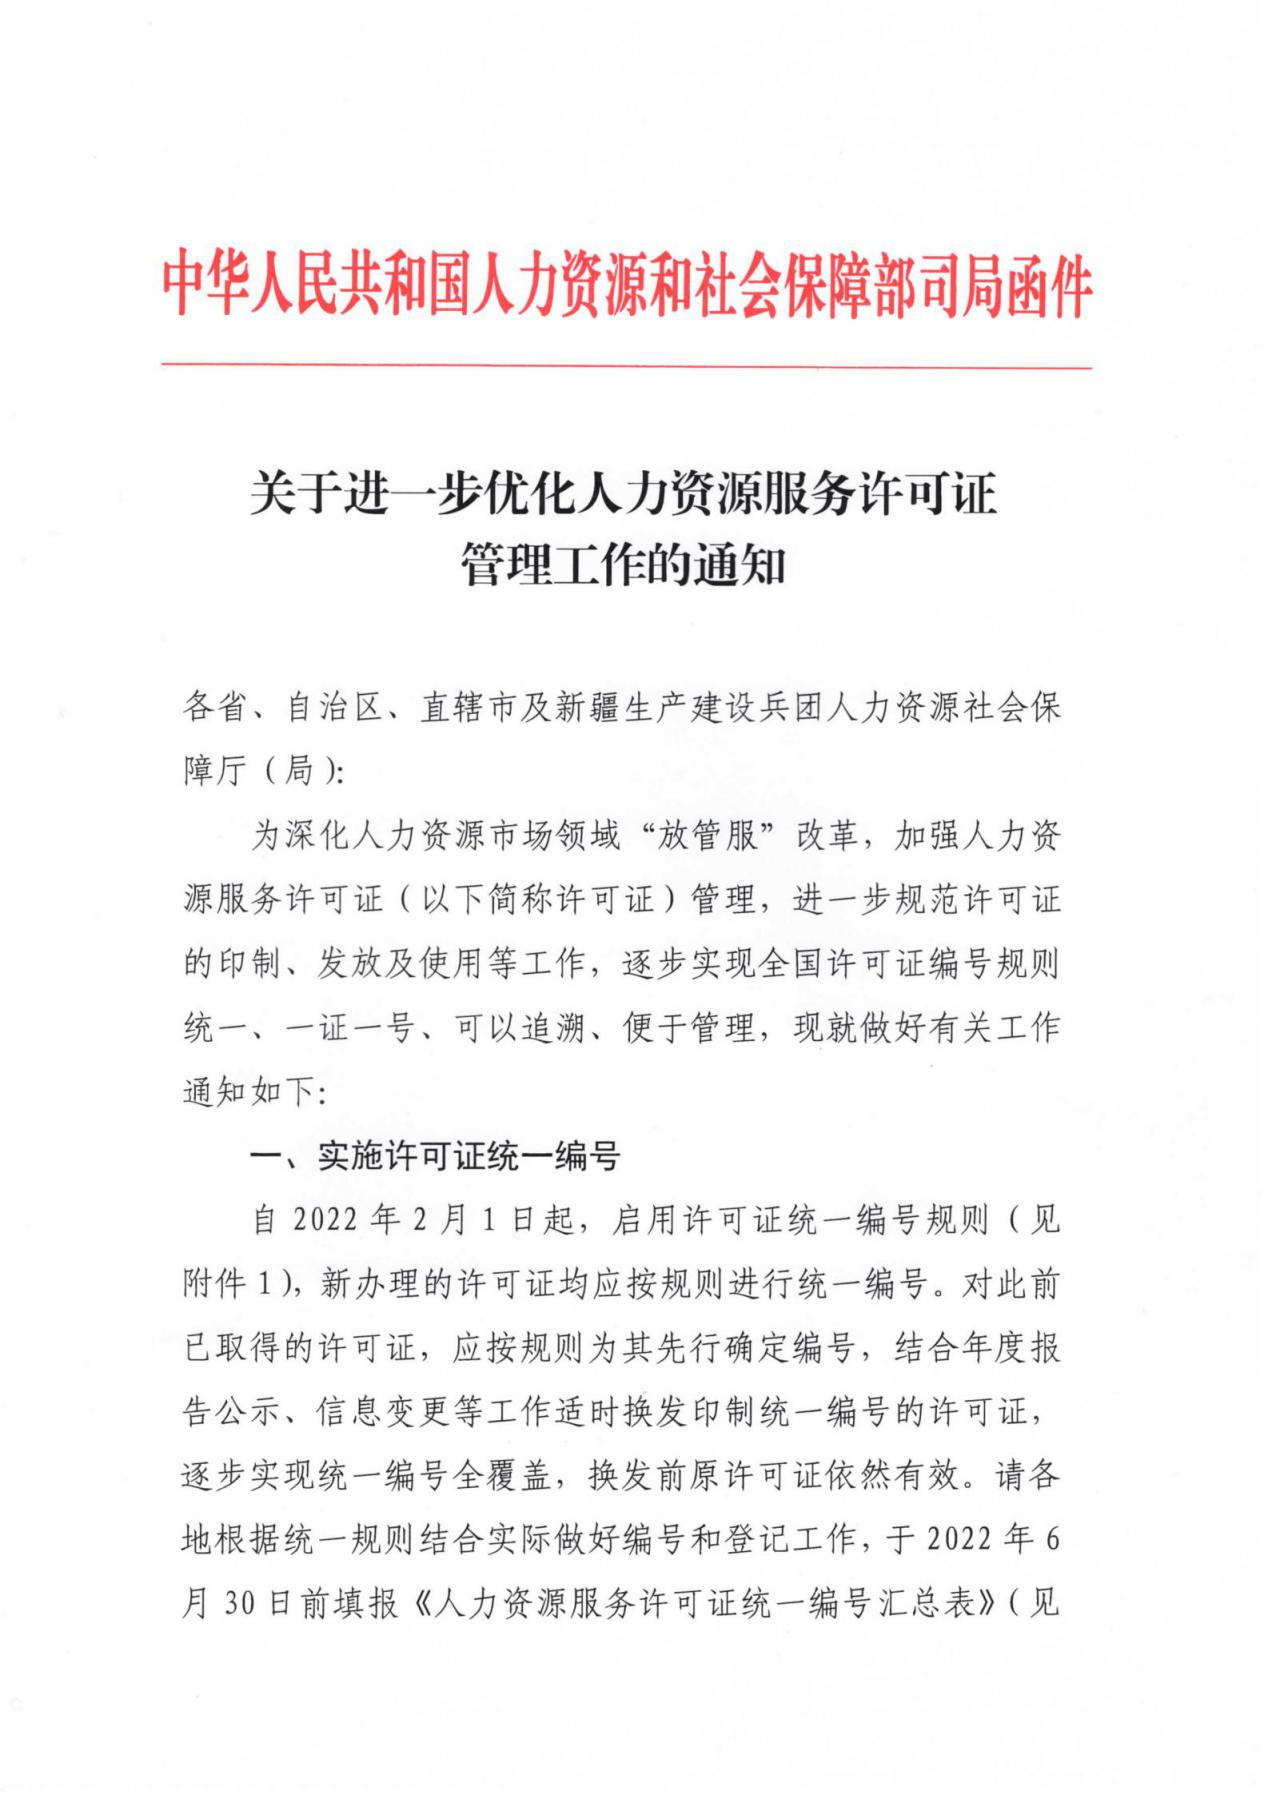 中华人民共和国人力资源和社会保障部司局函件
关于进一步优化人力资源服务许可证
管理工作的通知
各省、自治区、直辖市及新疆生产建设兵团人力资源社会保
障厅（局）：
为深化人力资源市场领域“放管服”改革，加强人力资
源服务许可证（以下简称许可证）管理，进一步规范许可证
的印制、发放及使用等工作，逐步实现全国许可证编号规则
统一、一证一号、可以追溯、便于管理，现就做好有关工作
通知如下：
一、实施许可证统一编号
自 2022 年 2 月 1 日起，启用许可证统一编号规则（见
附件 1），新办理的许可证均应按规则进行统一编号。对此前
已取得的许可证，应按规则为其先行确定编号，结合年度报
告公示、信息变更等工作适时换发印制统一编号的许可证，
逐步实现统一编号全覆盖，换发前原许可证依然有效。请各
地根据统一规则结合实际做好编号和登记工作，于 2022 年 6
月 30 日前填报《人力资源服务许可证统一编号汇总表》（见